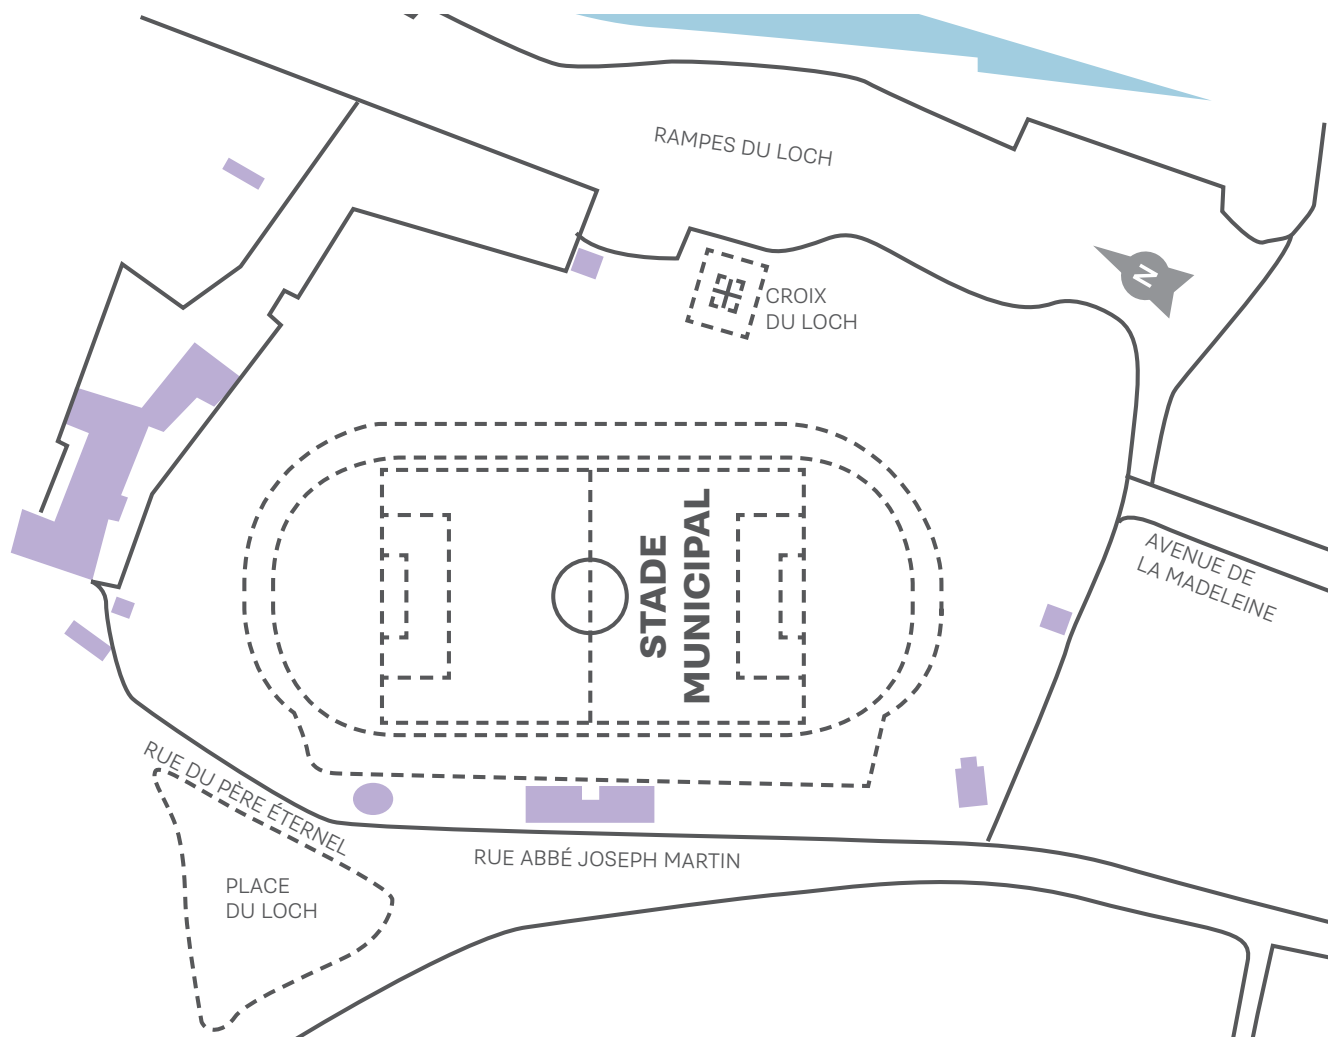 RAMPES DU LOCH
N
CROIX
DU LOCH
STADE
MUNICIPAL
AVENUE DE
LA MADELEINE
RUE DU PÈRE ÉTERNEL
RUE ABBÉ JOSEPH MARTIN
PLACE
DU LOCH